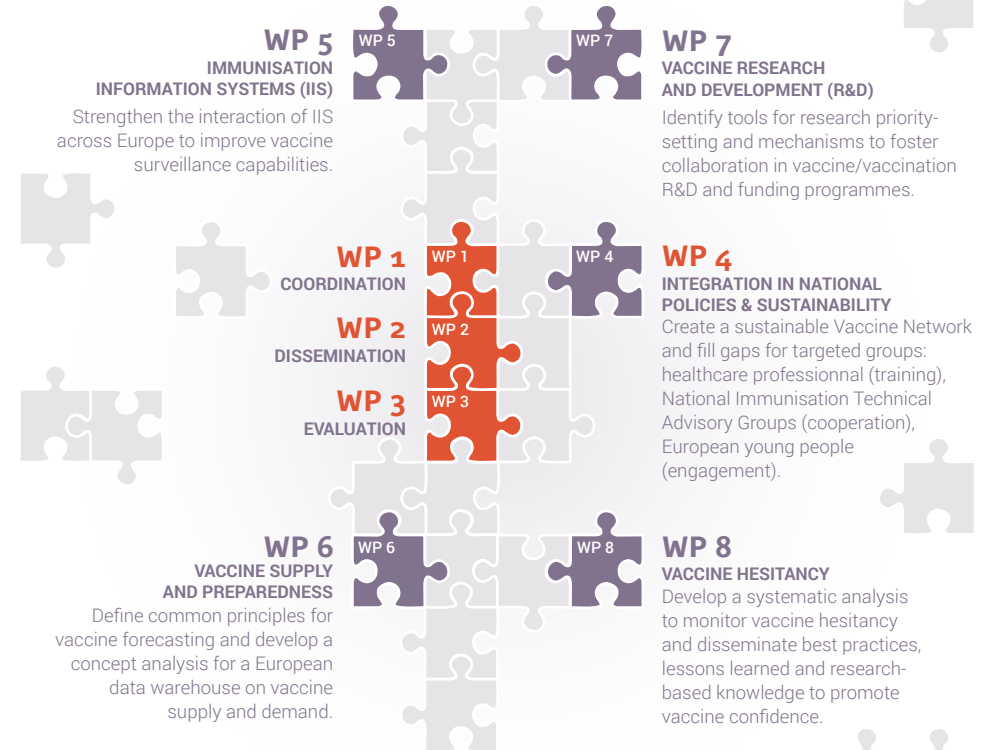 WP 5
IMMUNISATION
INFORMATION SYSTEMS (IIS)
Strengthen the interaction of IIS
across Europe to improve vaccine
surveillance capabilities.
WP 5
WP 7
WP 7
VACCINE RESEARCH
AND DEVELOPMENT (R&D)
Identify tools for research priority-
setting and mechanisms to foster
collaboration in vaccine/vaccination
R&D and funding programmes.
WP 1
COORDINATION
WP 1
WP 2
DISSEMINATION
WP 2
WP 3
EVALUATION
WP 3
WP 4
WP 4
INTEGRATION IN NATIONAL
POLICIES & SUSTAINABILITY
Create a sustainable Vaccine Network
and fill gaps for targeted groups:
healthcare professionnal (training),
National Immunisation Technical
Advisory Groups (cooperation),
European young people
(engagement).
WP 6
VACCINE SUPPLY
AND PREPAREDNESS
Define common principles for
vaccine forecasting and develop a
concept analysis for a European
data warehouse on vaccine
supply and demand.
WP 6
WP 8
WP 8
VACCINE HESITANCY
Develop a systematic analysis
to monitor vaccine hesitancy
and disseminate best practices,
lessons learned and research-
based knowledge to promote
vaccine confidence.